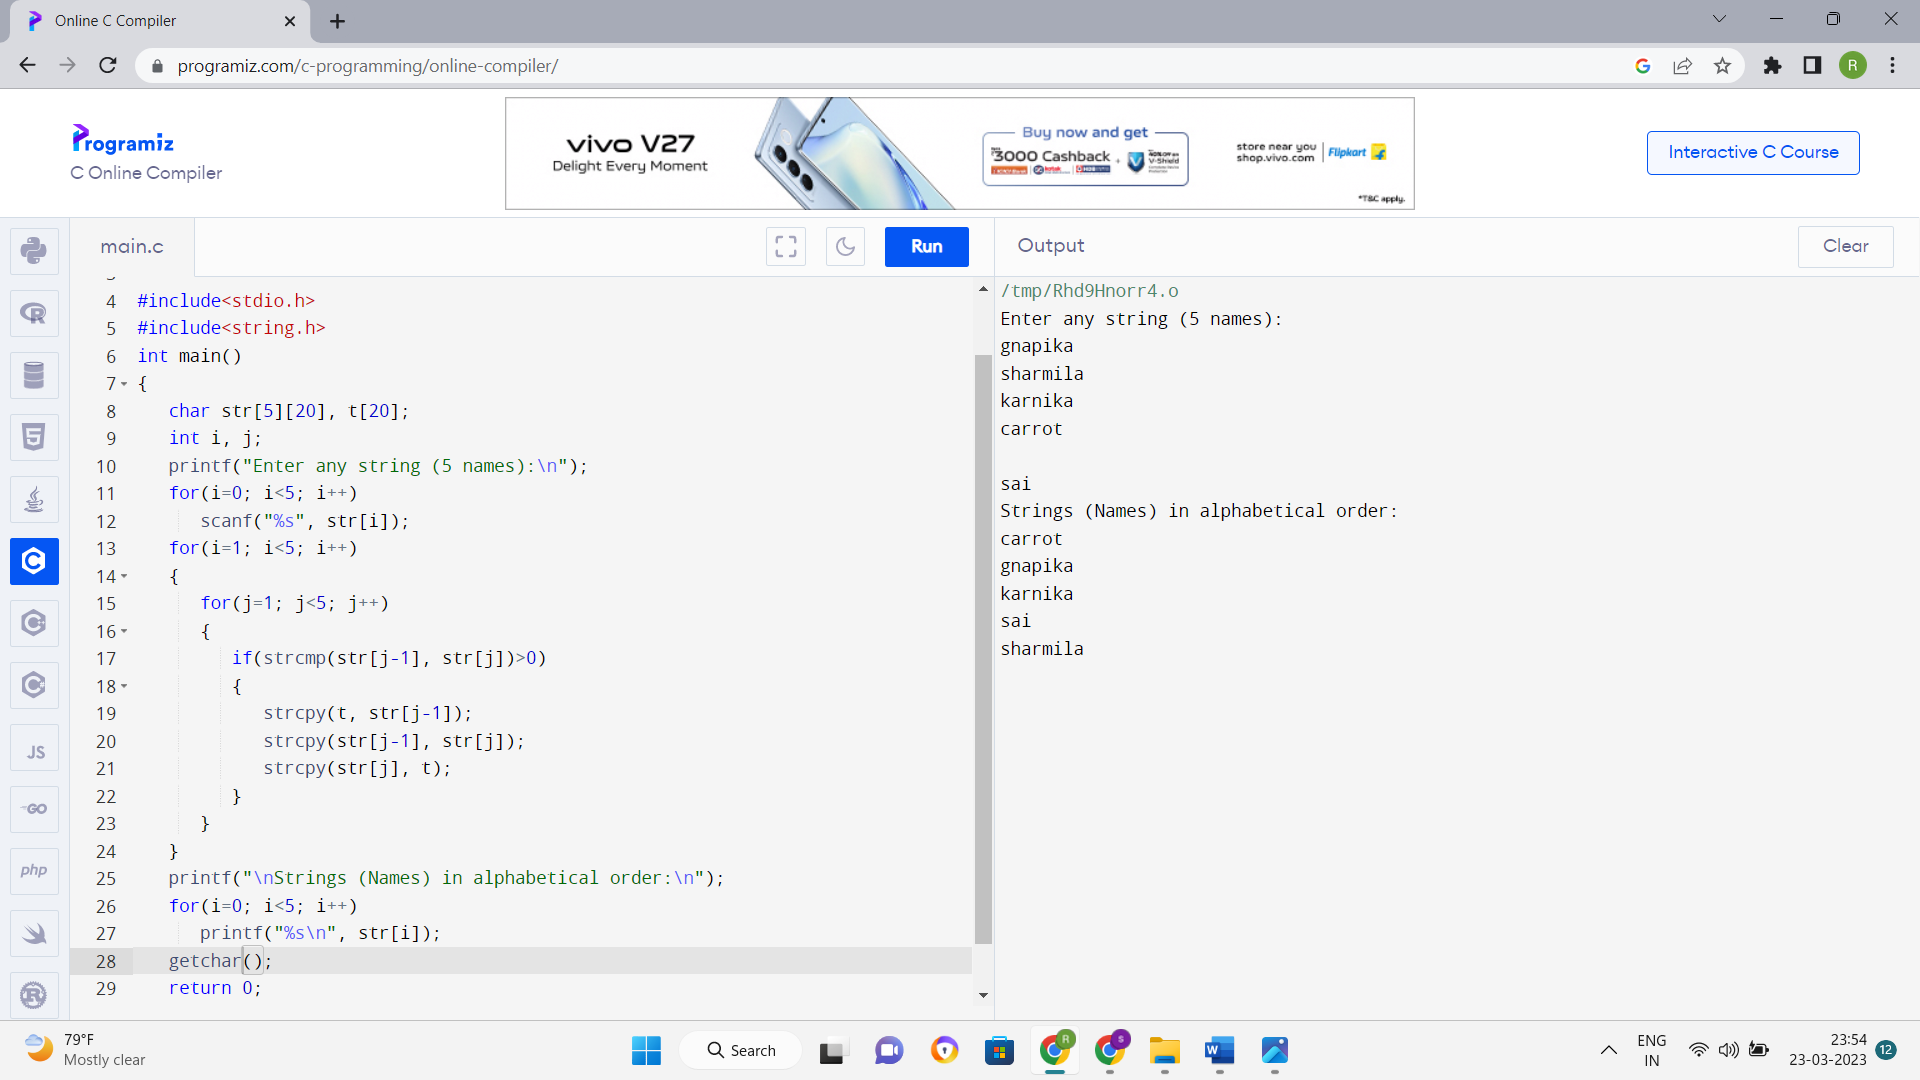 Online C Compiler
programiz.com/c-programming/online-compiler/
R
Programiz
C Online Compiler
vivo V27
Delight Every Moment
Buy now and get
₹3000 Cashback +
V-Shield
store near you
shop.vivo.com
Flipkart
*T&C apply.
Interactive C Course
main.c
Run
Output
Clear
4 #include<stdio.h>
5 #include<string.h>
6 int main()
7 {
8 char str[5][20], t[20];
9 int i, j;
10 printf("Enter any string (5 names):\n");
11 for(i=0; i<5; i++)
12 scanf("%s", str[i]);
13 for(i=1; i<5; i++)
14 {
15 for(j=1; j<5; j++)
16 {
17 if(strcmp(str[j-1], str[j])>0)
18 {
19 strcpy(t, str[j-1]);
20 strcpy(str[j-1], str[j]);
21 strcpy(str[j], t);
22 }
23 }
24 }
25 printf("\nStrings (Names) in alphabetical order:\n");
26 for(i=0; i<5; i++)
27 printf("%s\n", str[i]);
28 getchar();
29 return 0;
/tmp/Rhd9Hnorr4.o
Enter any string (5 names):
gnapika
sharmila
karnika
carrot
sai
Strings (Names) in alphabetical order:
carrot
gnapika
karnika
sai
sharmila
R
5
C
JS
GO
php
R
79°F
Mostly clear
Search
R
S
W
ENG
IN
23:54
23-03-2023
12